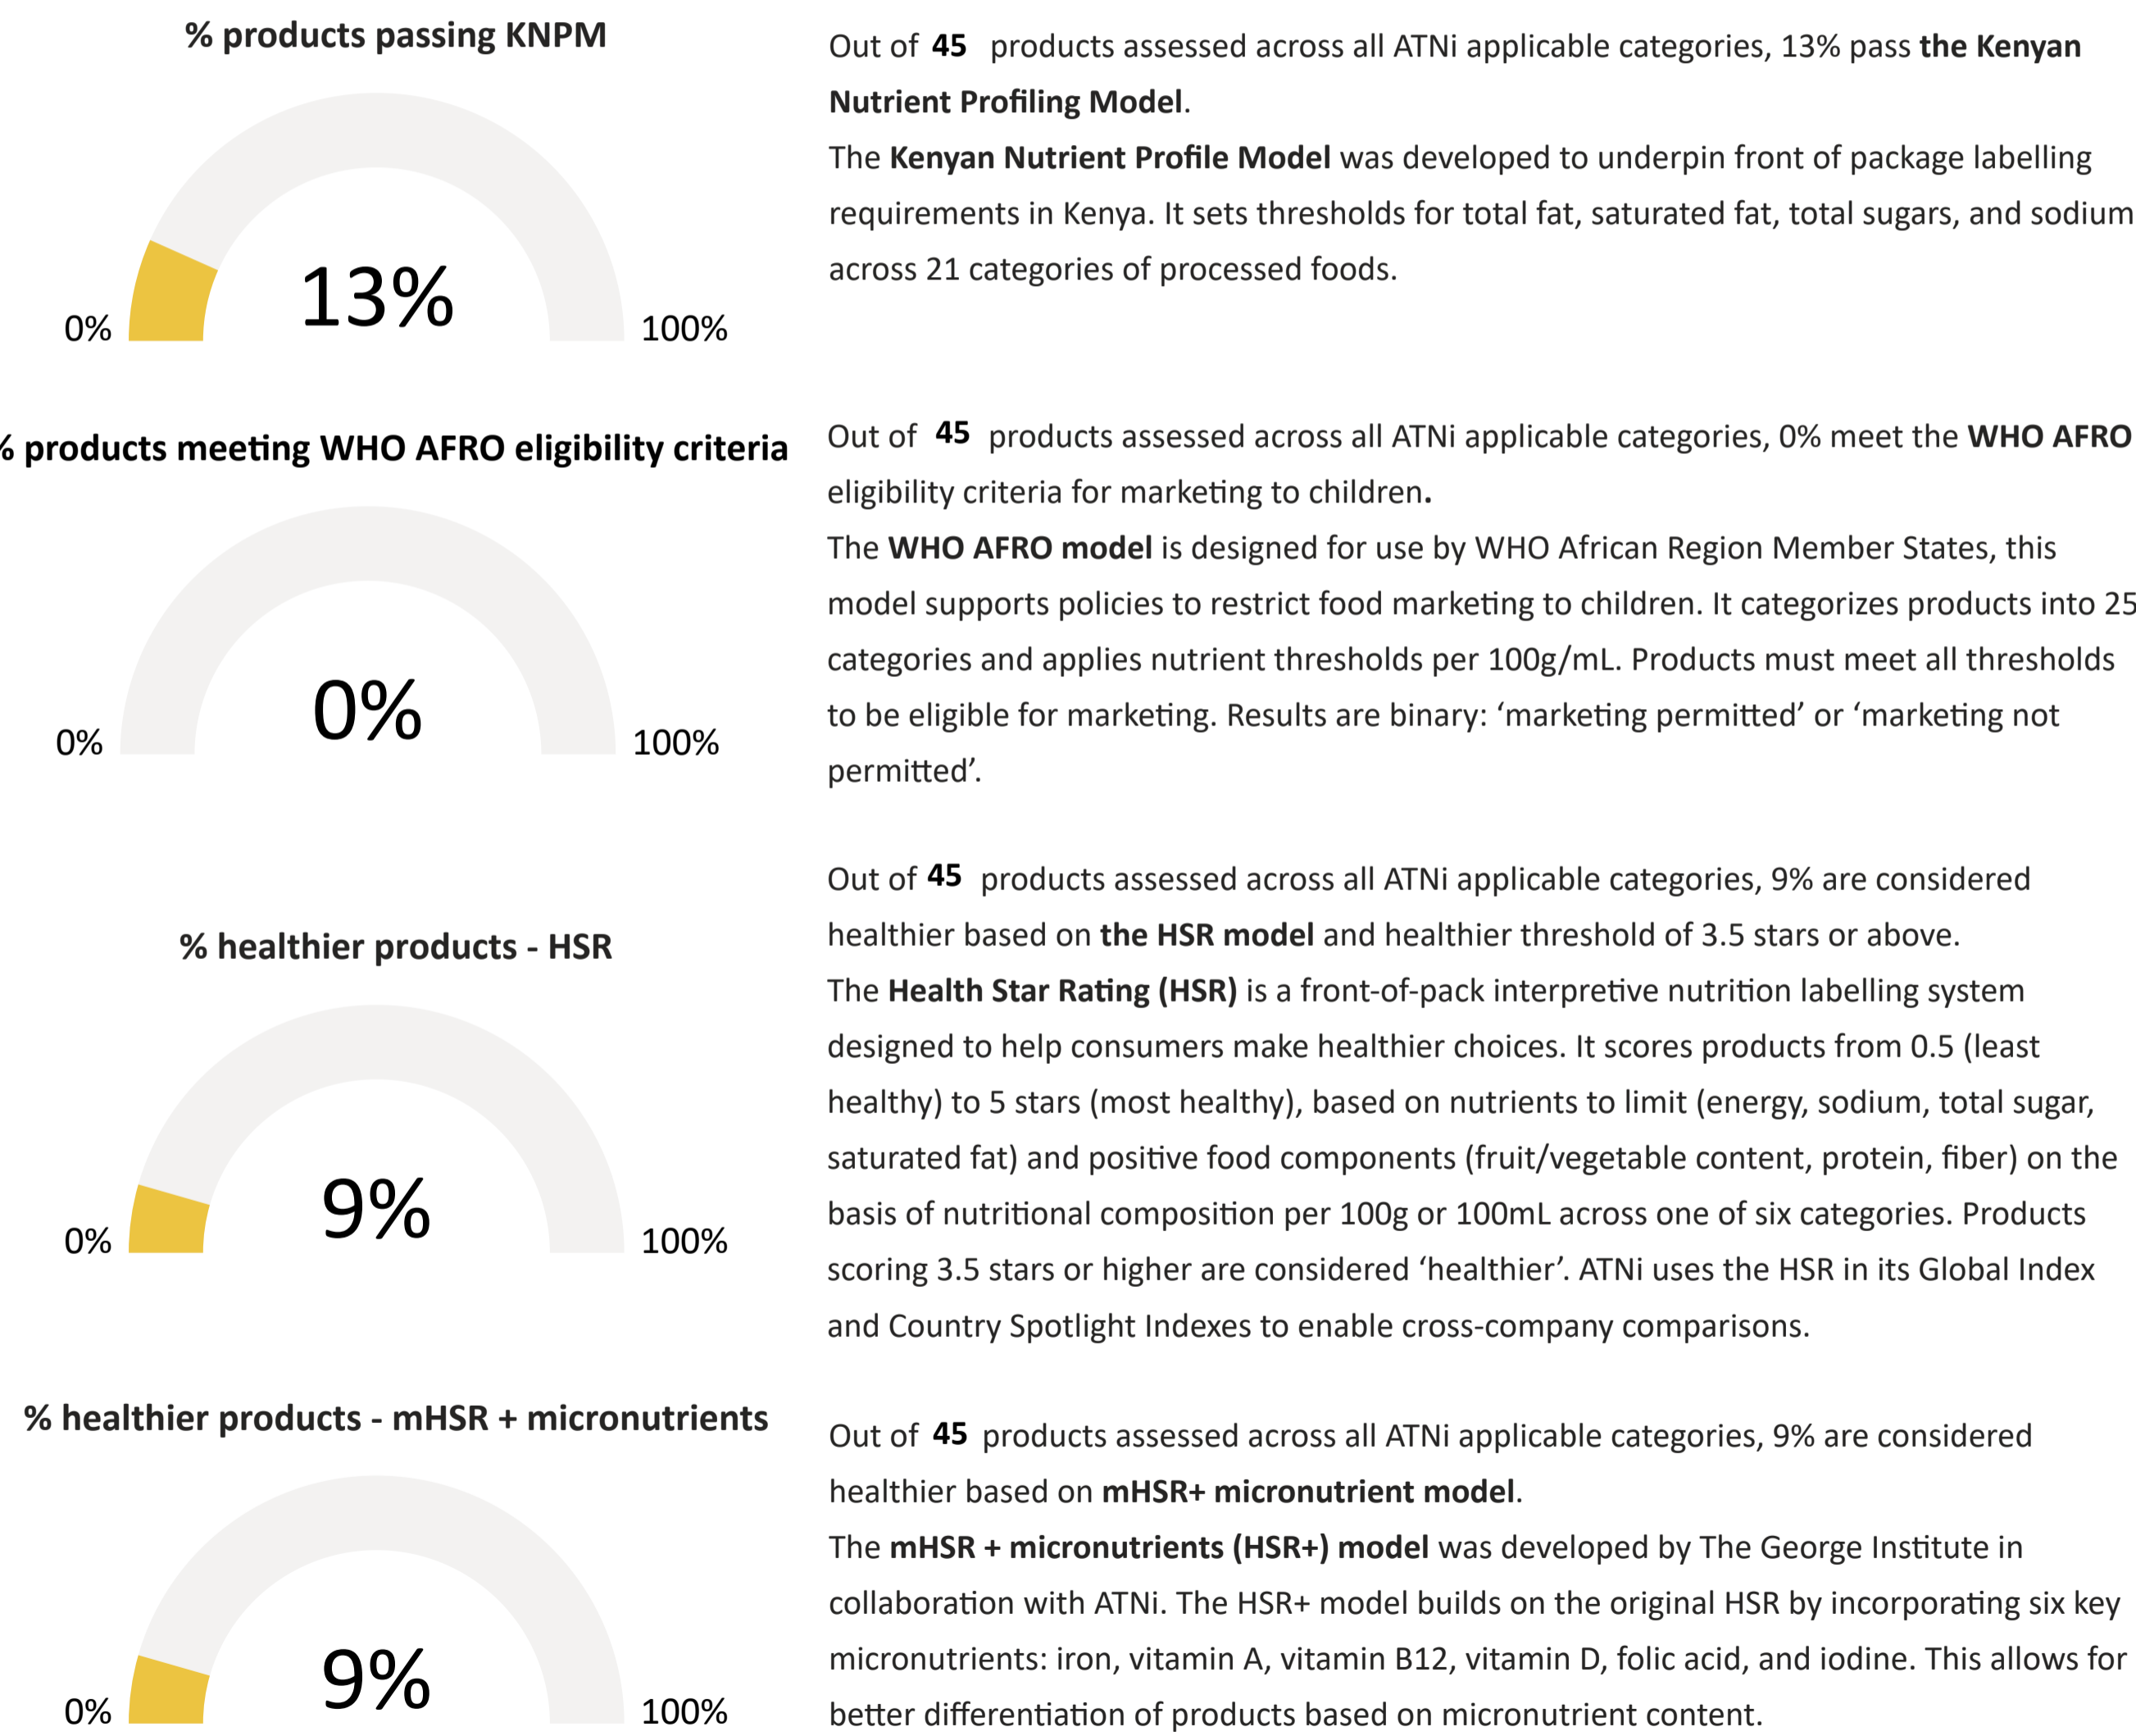 % products passing KNPM
13%
0%
100%
Out of 45 products assessed across all ATNi applicable categories, 13% pass the Kenyan
Nutrient Profiling Model.
The Kenyan Nutrient Profile Model was developed to underpin front of package labelling
requirements in Kenya. It sets thresholds for total fat, saturated fat, total sugars, and sodium
across 21 categories of processed foods.
% products meeting WHO AFRO eligibility criteria
0%
0%
100%
Out of 45 products assessed across all ATNi applicable categories, 0% meet the WHO AFRO
eligibility criteria for marketing to children.
The WHO AFRO model is designed for use by WHO African Region Member States, this
model supports policies to restrict food marketing to children. It categorizes products into 25
categories and applies nutrient thresholds per 100g/mL. Products must meet all thresholds
to be eligible for marketing. Results are binary: ‘marketing permitted’ or ‘marketing not
permitted’.
% healthier products - HSR
9%
0%
100%
Out of 45 products assessed across all ATNi applicable categories, 9% are considered
healthier based on the HSR model and healthier threshold of 3.5 stars or above.
The Health Star Rating (HSR) is a front-of-pack interpretive nutrition labelling system
designed to help consumers make healthier choices. It scores products from 0.5 (least
healthy) to 5 stars (most healthy), based on nutrients to limit (energy, sodium, total sugar,
saturated fat) and positive food components (fruit/vegetable content, protein, fiber) on the
basis of nutritional composition per 100g or 100mL across one of six categories. Products
scoring 3.5 stars or higher are considered ‘healthier’. ATNi uses the HSR in its Global Index
and Country Spotlight Indexes to enable cross-company comparisons.
% healthier products - mHSR + micronutrients
9%
0%
100%
Out of 45 products assessed across all ATNi applicable categories, 9% are considered
healthier based on mHSR+ micronutrient model.
The mHSR + micronutrients (HSR+) model was developed by The George Institute in
collaboration with ATNi. The HSR+ model builds on the original HSR by incorporating six key
micronutrients: iron, vitamin A, vitamin B12, vitamin D, folic acid, and iodine. This allows for
better differentiation of products based on micronutrient content.